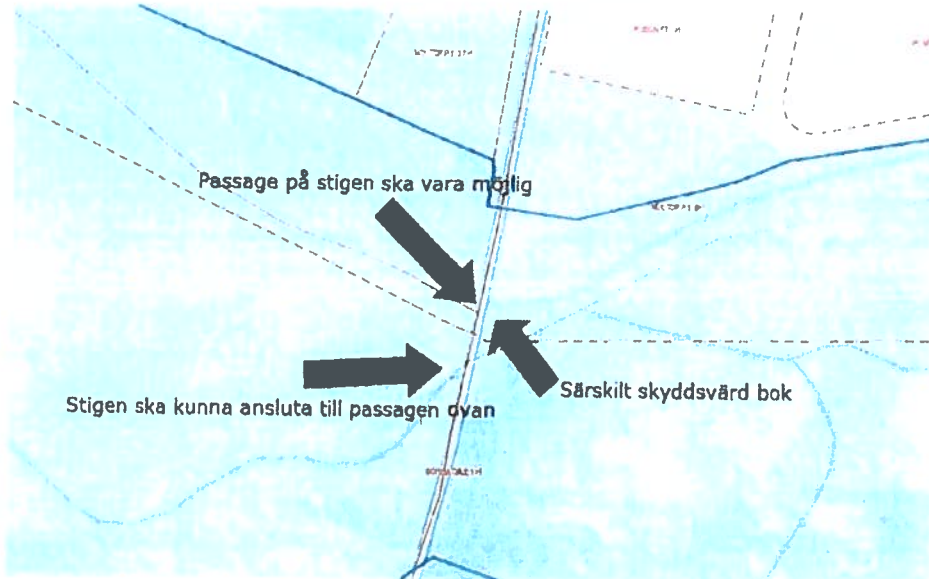 Passage på stigen ska vara möjlig
Särskilt skyddsvärd bok
Stigen ska kunna ansluta till passagen ovan